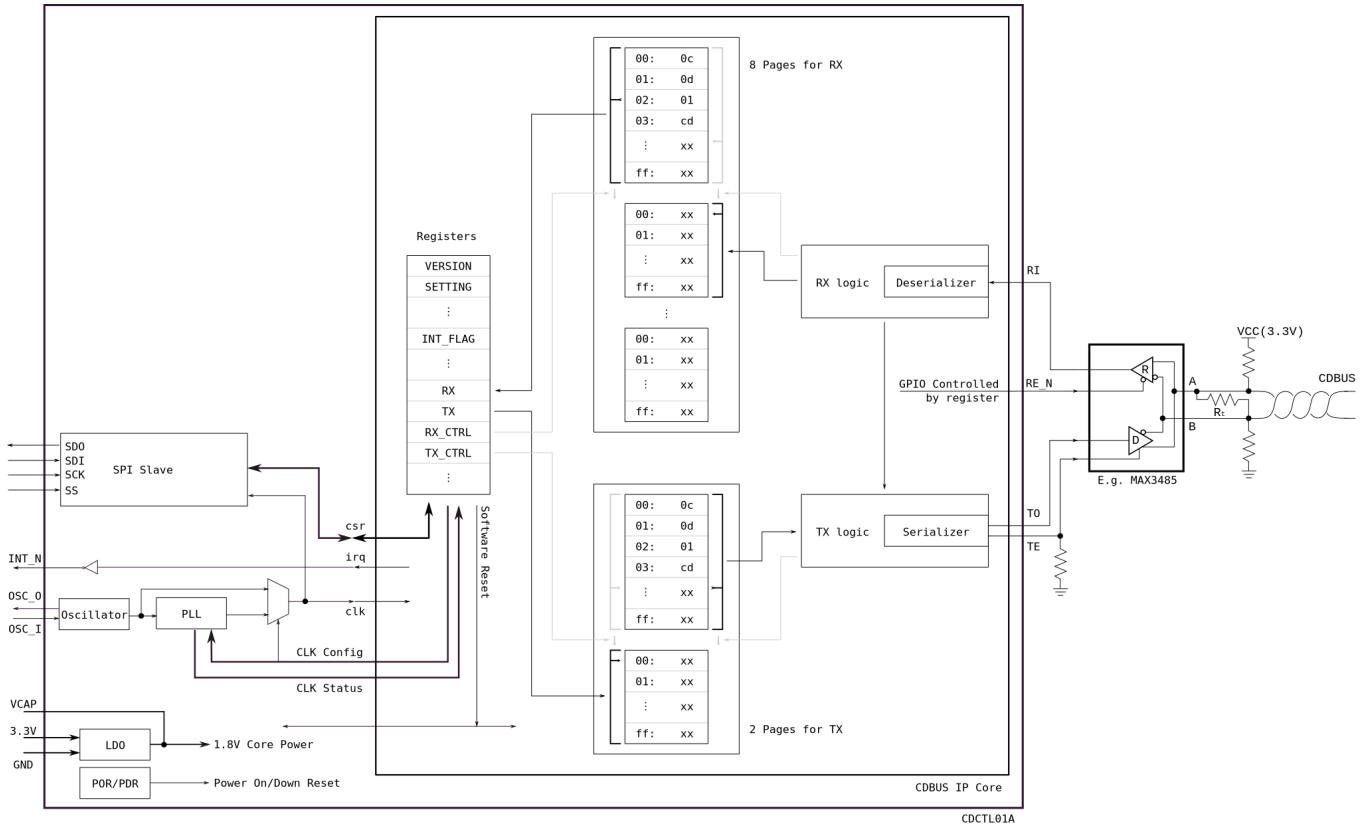 8 Pages for RX
00: 0c
01: 0d
02: 01
03: cd
⋮ xx
ff: xx
00: xx
01: xx
⋮ xx
ff: xx
⋮
00: xx
01: xx
⋮ xx
ff: xx
Registers
VERSION
SETTING
⋮
INT_FLAG
⋮
RX
TX
RX_CTRL
TX_CTRL
⋮
RX logic
Deserializer
RI
GPIO Controlled
by register
RE_N
R
D
E.g. MAX3485
VCC(3.3V)
A
Rt
B
CDBUS
SDO
SDI
SCK
SS
SPI Slave
csr
irq
clk
Software Reset
INT_N
OSC_O
OSC_I
Oscillator
PLL
CLK Config
CLK Status
00: 0c
01: 0d
02: 01
03: cd
⋮ xx
ff: xx
00: xx
01: xx
⋮ xx
ff: xx
2 Pages for TX
TX logic
Serializer
TO
TE
VCAP
3.3V
GND
LDO
1.8V Core Power
POR/PDR
Power On/Down Reset
CDBUS IP Core
CDCTL01A